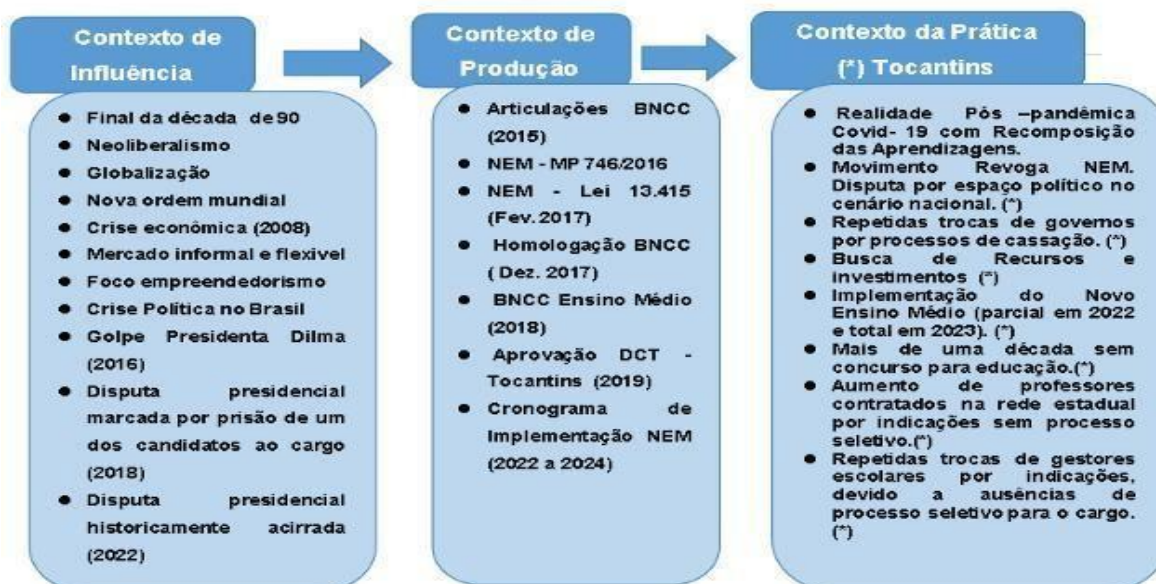 Contexto de
Influência
Final da década de 90
Neoliberalismo
Globalização
Nova ordem mundial
Crise econômica (2008)
Mercado informal e flexivel
Foco empreendedorismo
Crise Política no Brasil
Golpe Presidenta Dilma
(2016)
Disputa presidencial
marcada por prisão de um
dos candidatos ao cargo
(2018)
Disputa presidencial
historicamente acirrada
(2022)
Contexto de
Produção
Articulações BNCC
(2015)
NEM - MP 746/2016
NEM - Lei 13.415
(Fev. 2017)
Homologação BNCC
( Dez. 2017)
BNCC Ensino Médio
(2018)
Aprovação DCT -
Tocantins (2019)
Cronograma de
Implementação NEM
(2022 a 2024)
Contexto da Prática
(*) Tocantins
Realidade Pós –pandêmica
Covid- 19 com Recomposição
das Aprendizagens.
Movimento Revoga NEM.
Disputa por espaço político no
cenário nacional. (*)
Repetidas trocas de governos
por processos de cassação. (*)
Busca de Recursos e
investimentos (*)
Implementação do Novo
Ensino Médio (parcial em 2022
e total em 2023). (*)
Mais de uma década sem
concurso para educação.(*)
Aumento de professores
contratados na rede estadual
por indicações sem processo
seletivo.(*)
Repetidas trocas de gestores
escolares por indicações,
devido a ausências de
processo seletivo para o cargo.
(*)